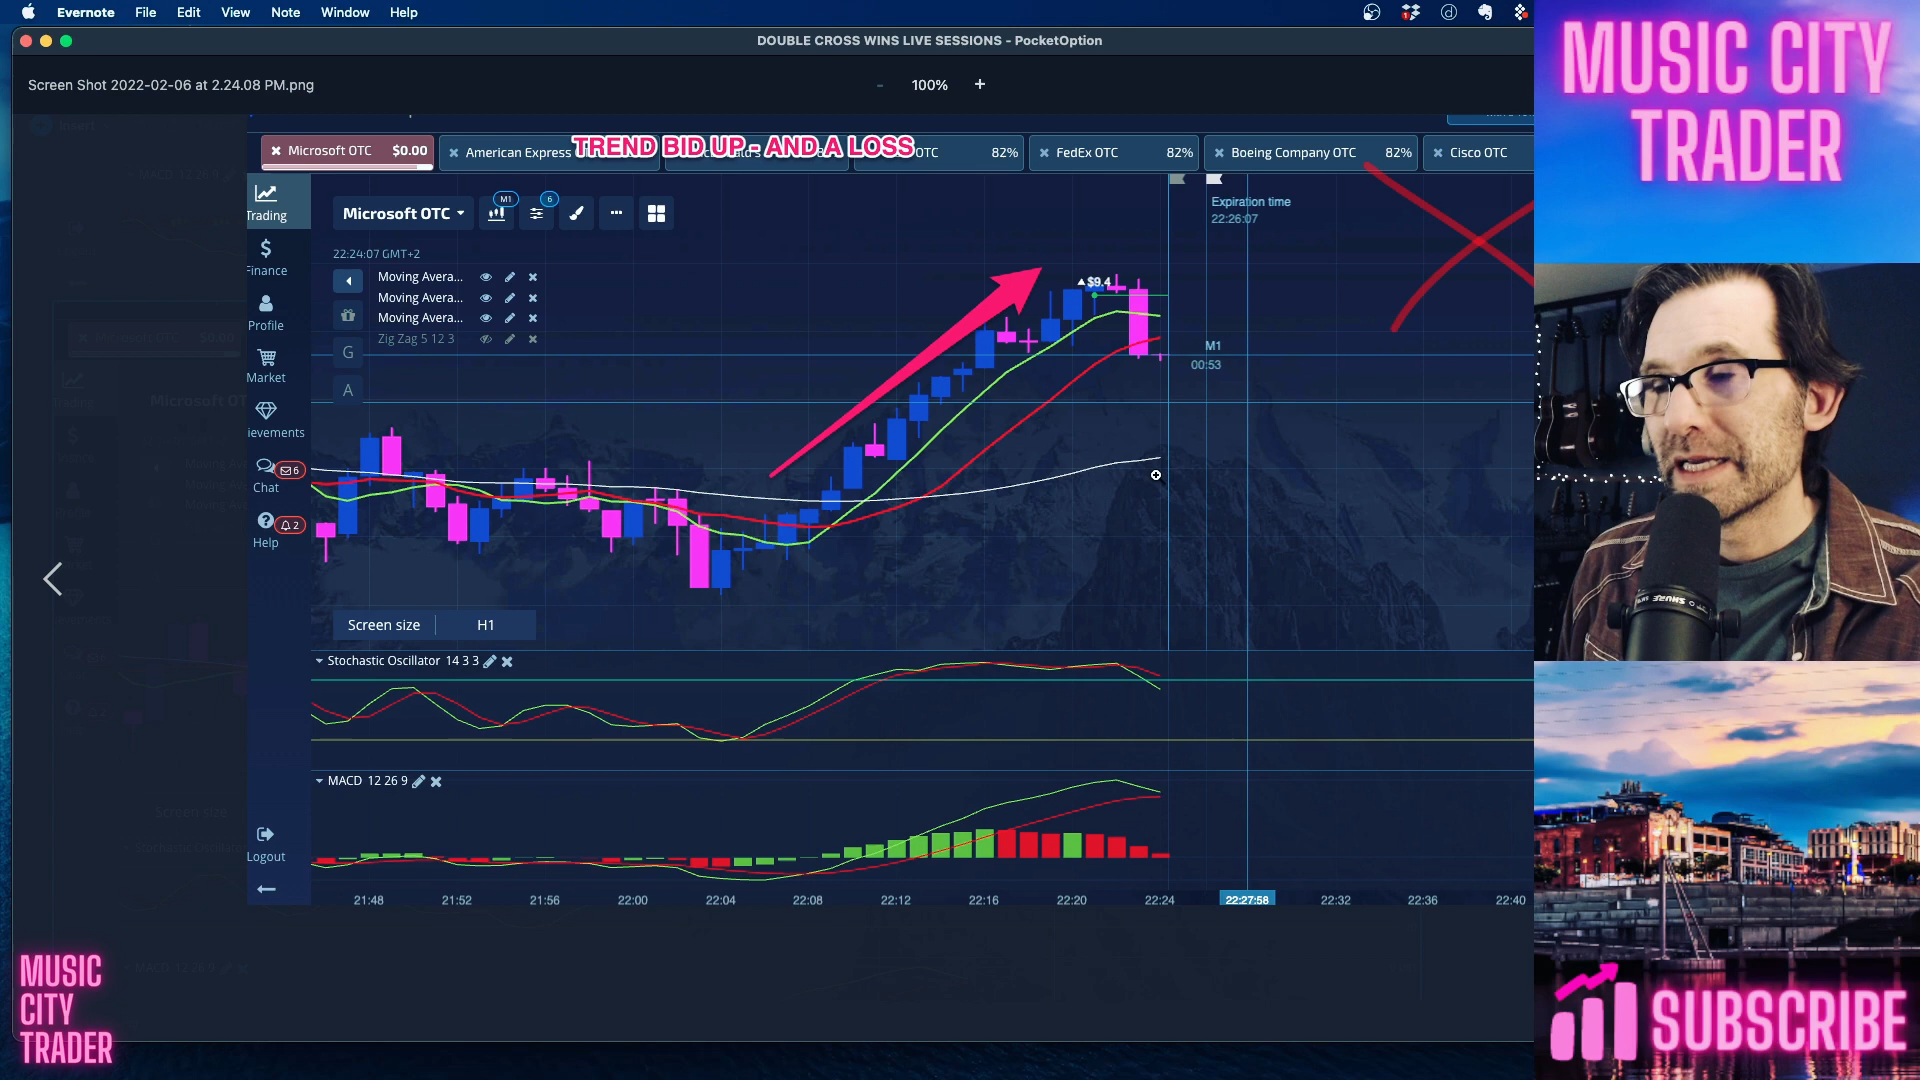 Evernote File Edit View Note Window Help
DOUBLE CROSS WINS LIVE SESSIONS - PocketOption
Screen Shot 2022-02-06 at 2.24.08 PM.png
- 100% +
MUSIC CITY
TRADER
TREND BID UP - AND A LOSS
Microsoft OTC $0.00
American Express
OTC 82%
FedEx OTC 82%
Boeing Company OTC 82%
Cisco OTC
Trading
Finance
Profile
Market
ievements
Chat
6
Help
2
Logout
Microsoft OTC
M1
6
22:24:07 GMT+2
Moving Avera...
Moving Avera...
Moving Avera...
Zig Zag 5 12 3
G
A
$9.4
Expiration time
22:26:07
M1
00:53
Screen size H1
Stochastic Oscillator 14 3 3
MACD 12 26 9
21:48 21:52 21:56 22:00 22:04 22:08 22:12 22:16 22:20 22:24 22:27:58 22:32 22:36 22:40
SHURE
MUSIC
CITY
TRADER
SUBSCRIBE